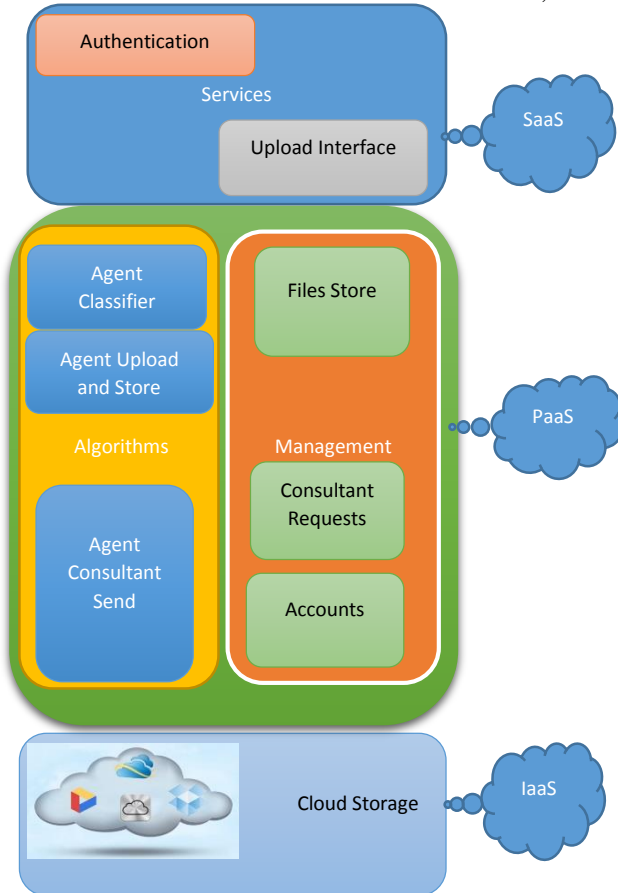 Authentication
Services
Upload Interface
SaaS
Agent
Classifier
Agent Upload
and Store
Algorithms
Agent
Consultant
Send
Files Store
Management
Consultant
Requests
Accounts
PaaS
Cloud Storage
IaaS